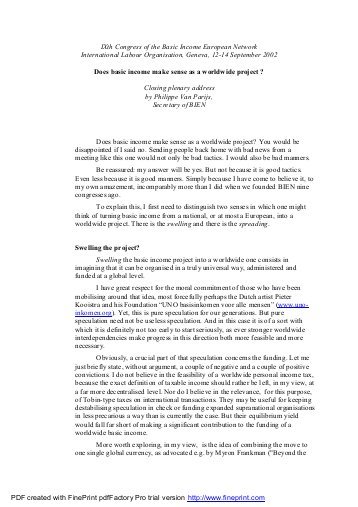 IXth Congress of the Basic Income European Network
International Labour Organisation, Geneva, 12-14 September 2002
Does basic income make sense as a worldwide project ?
Closing plenary address
by Philippe Van Parijs,
Secretary of BIEN
Does basic income make sense as a worldwide project? You would be
disappointed if I said no. Sending people back home with bad news from a
meeting like this one would not only be bad tactics. I would also be bad manners.
Be reassured: my answer will be yes. But not because it is good tactics.
Even less because it is good manners. Simply because I have come to believe it, to
my own amazement, incomparably more than I did when we founded BIEN nine
congresses ago.
To explain this, I first need to distinguish two senses in which one might
think of turning basic income from a national, or at most a European, into a
worldwide project. There is the swelling and there is the spreading.
Swelling the project?
Swelling the basic income project into a worldwide one consists in
imagining that it can be organised in a truly universal way, administered and
funded at a global level.
I have great respect for the moral commitment of those who have been
mobilising around that idea, most forcefully perhaps the Dutch artist Pieter
Kooistra and his Foundation “UNO basisinkomen voor alle mensen” (www.uno-
inkomen.org). Yet, this is pure speculation for our generations. But pure
speculation need not be useless speculation. And in this case it is of a sort with
which it is definitely not too early to start seriously, as ever stronger worldwide
interdependencies make progress in this direction both more feasible and more
necessary.
Obviously, a crucial part of that speculation concerns the funding. Let me
just briefly state, without argument, a couple of negative and a couple of positive
convictions. I do not believe in the feasibility of a worldwide personal income tax,
because the exact definition of taxable income should rather be left, in my view, at
a far more decentralised level. Nor do I believe in the relevance, for this purpose,
of Tobin-type taxes on international transactions. They may be useful for keeping
destabilising speculation in check or funding expanded supranational organisations
in less precarious a way than is currently the case. But their equilibrium yield
would fall far short of making a significant contribution to the funding of a
worldwide basic income.
More worth exploring, in my view, is the idea of combining the move to
one single global currency, as advocated e.g. by Myron Frankman (“Beyond the
PDF created with FinePrint pdfFactory Pro trial version http://www.fineprint.com